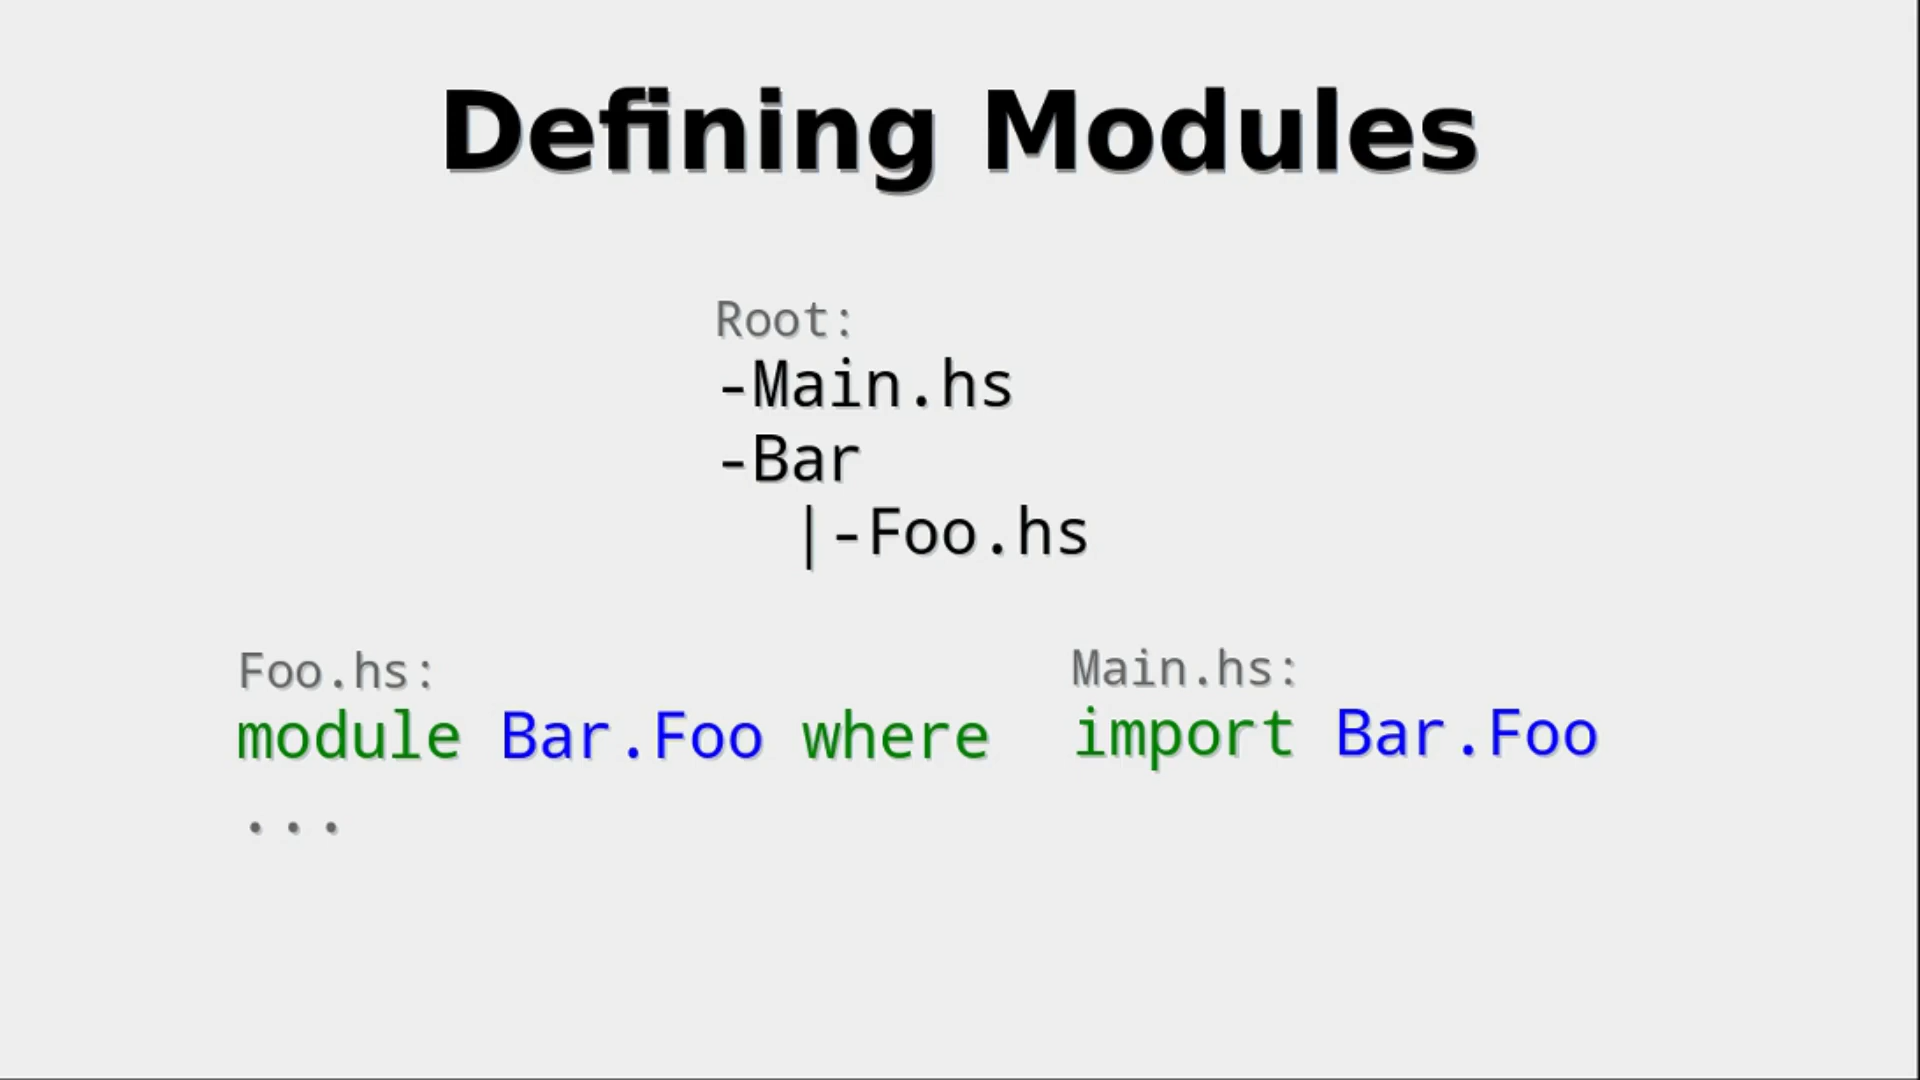 Defining Modules
Root:
-Main.hs
-Bar
|-Foo.hs
Foo.hs:
module Bar.Foo where
...
Main.hs:
import Bar.Foo